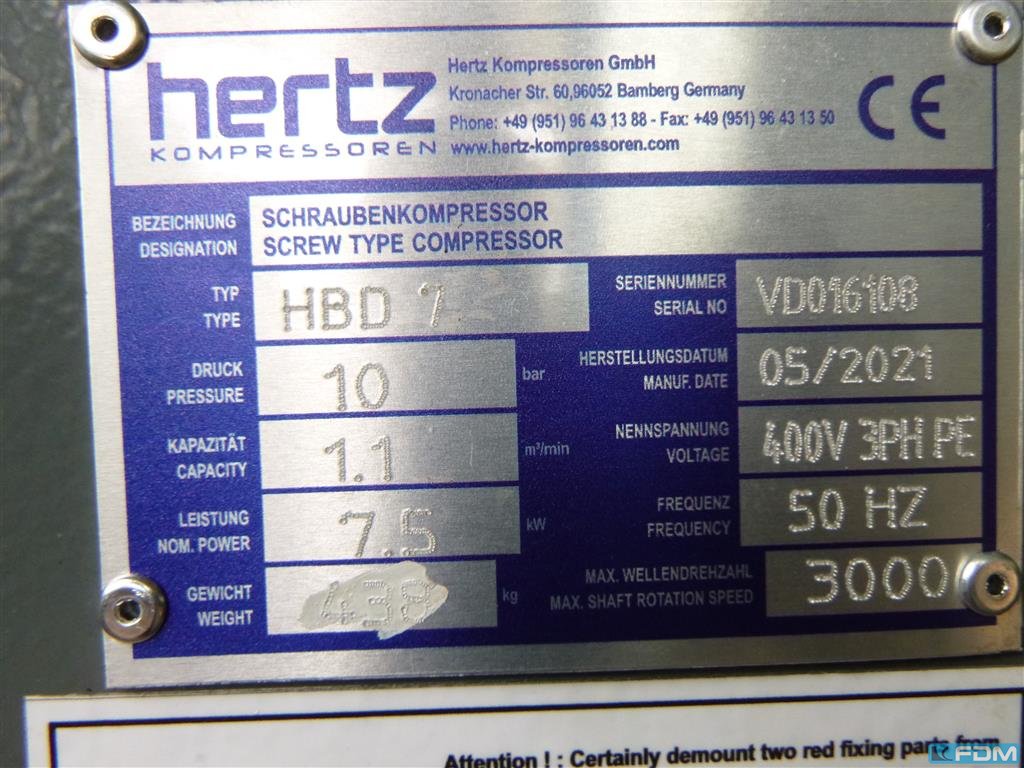 hertz
KOMPRESSOREN
Hertz Kompressoren GmbH
Kronacher Str. 60,96052 Bamberg Germany
Phone: +49 (951) 96 43 13 88 - Fax: +49 (951) 96 43 13 50
www.hertz-kompressoren.com
CE
BEZEICHNUNG
DESIGNATION
SCHRAUBENKOMPRESSOR
SCREW TYPE COMPRESSOR
TYP
TYPE
HBD 7
SERIENNUMMER
SERIAL NO
VD016108
DRUCK
PRESSURE
10 bar
HERSTELLUNGSDATUM
MANUF. DATE
05/2021
KAPAZITÄT
CAPACITY
1.1 m³/min
NENNSPANNUNG
VOLTAGE
400V 3PH PE
LEISTUNG
NOM. POWER
7.5 kW
FREQUENZ
FREQUENCY
50 HZ
GEWICHT
WEIGHT
kg
MAX. WELLENDREHZAHL
MAX. SHAFT ROTATION SPEED
3000
Attention ! : Certainly demount two red fixing parts from
FDM